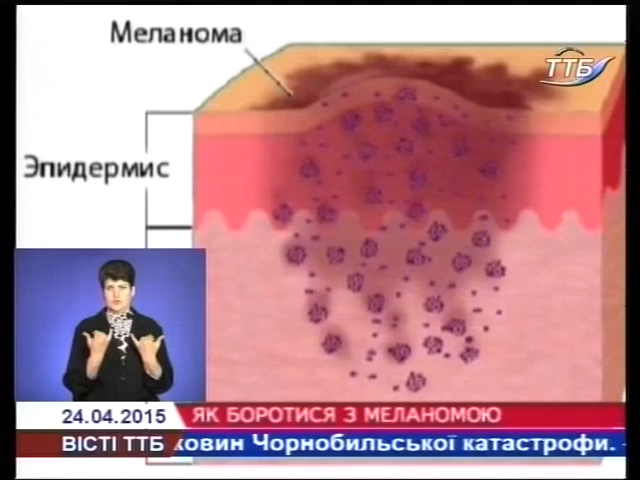 Меланома
ТТБ
Эпидермис
24.04.2015
ЯК БОРОТИСЯ З МЕЛАНОМОЮ
ВІСТІ ТТБ
ковин Чорнобильської катастрофи. -